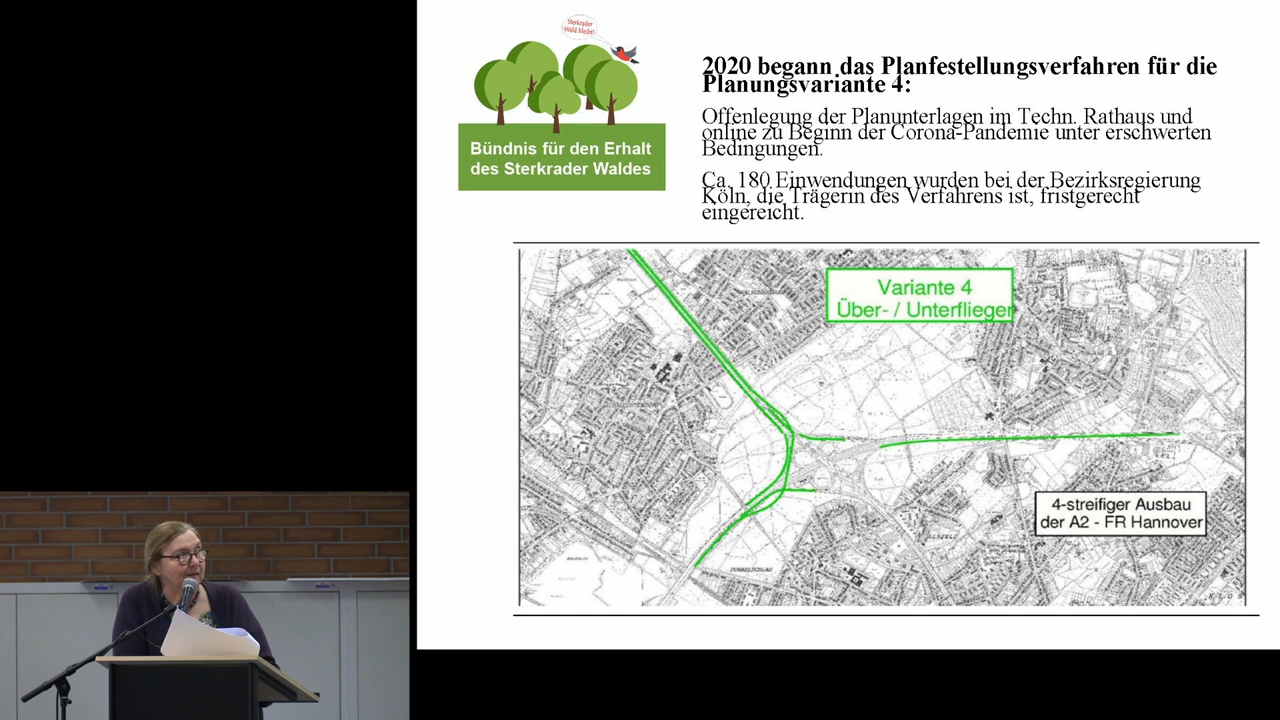 Sterkrader
Wald bleibt!
Bündnis für den Erhalt
des Sterkrader Waldes
2020 begann das Planfestellungsverfahren für die
Planungsvariante 4:
Offenlegung der Planunterlagen im Techn. Rathaus und
online zu Beginn der Corona-Pandemie unter erschwerten
Bedingungen.
Ca. 180 Einwendungen wurden bei der Bezirksregierung
Köln, die Trägerin des Verfahrens ist, fristgerecht
eingereicht.
Variante 4
Über- / Unterflieger
4-streifiger Ausbau
der A2 - FR Hannover